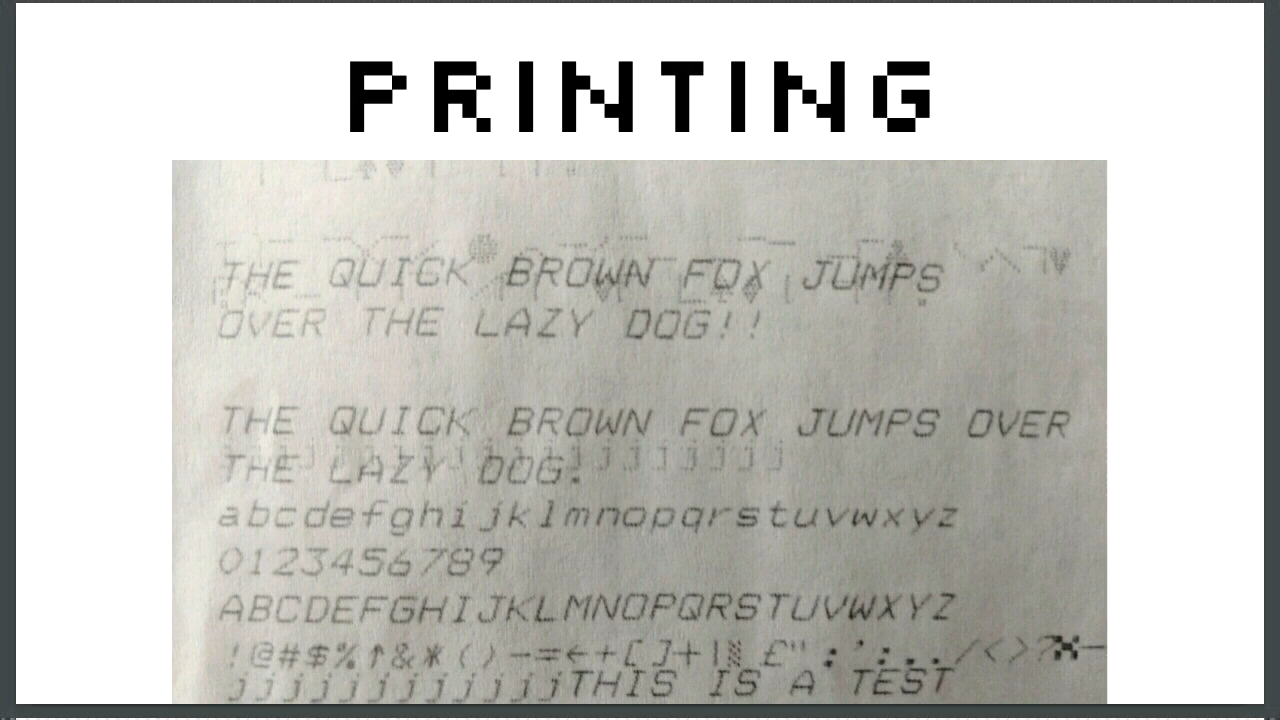 PRINTING
THE QUICK BROWN FOX JUMPS
OVER THE LAZY DOG!!
THE QUICK BROWN FOX JUMPS OVER
jjjjjjjjjjjjjjjjjjjj
THE LAZY DOG.
abcdefghijklmnopqrstuvwxyz
0123456789
ABCDEFGHIJKLMNOPQRSTUVWXYZ
!@#$%↑&*()-=←+[]+|▒ £":';,./<>?
jjjjjjjjjjjjTHIS IS A TEST